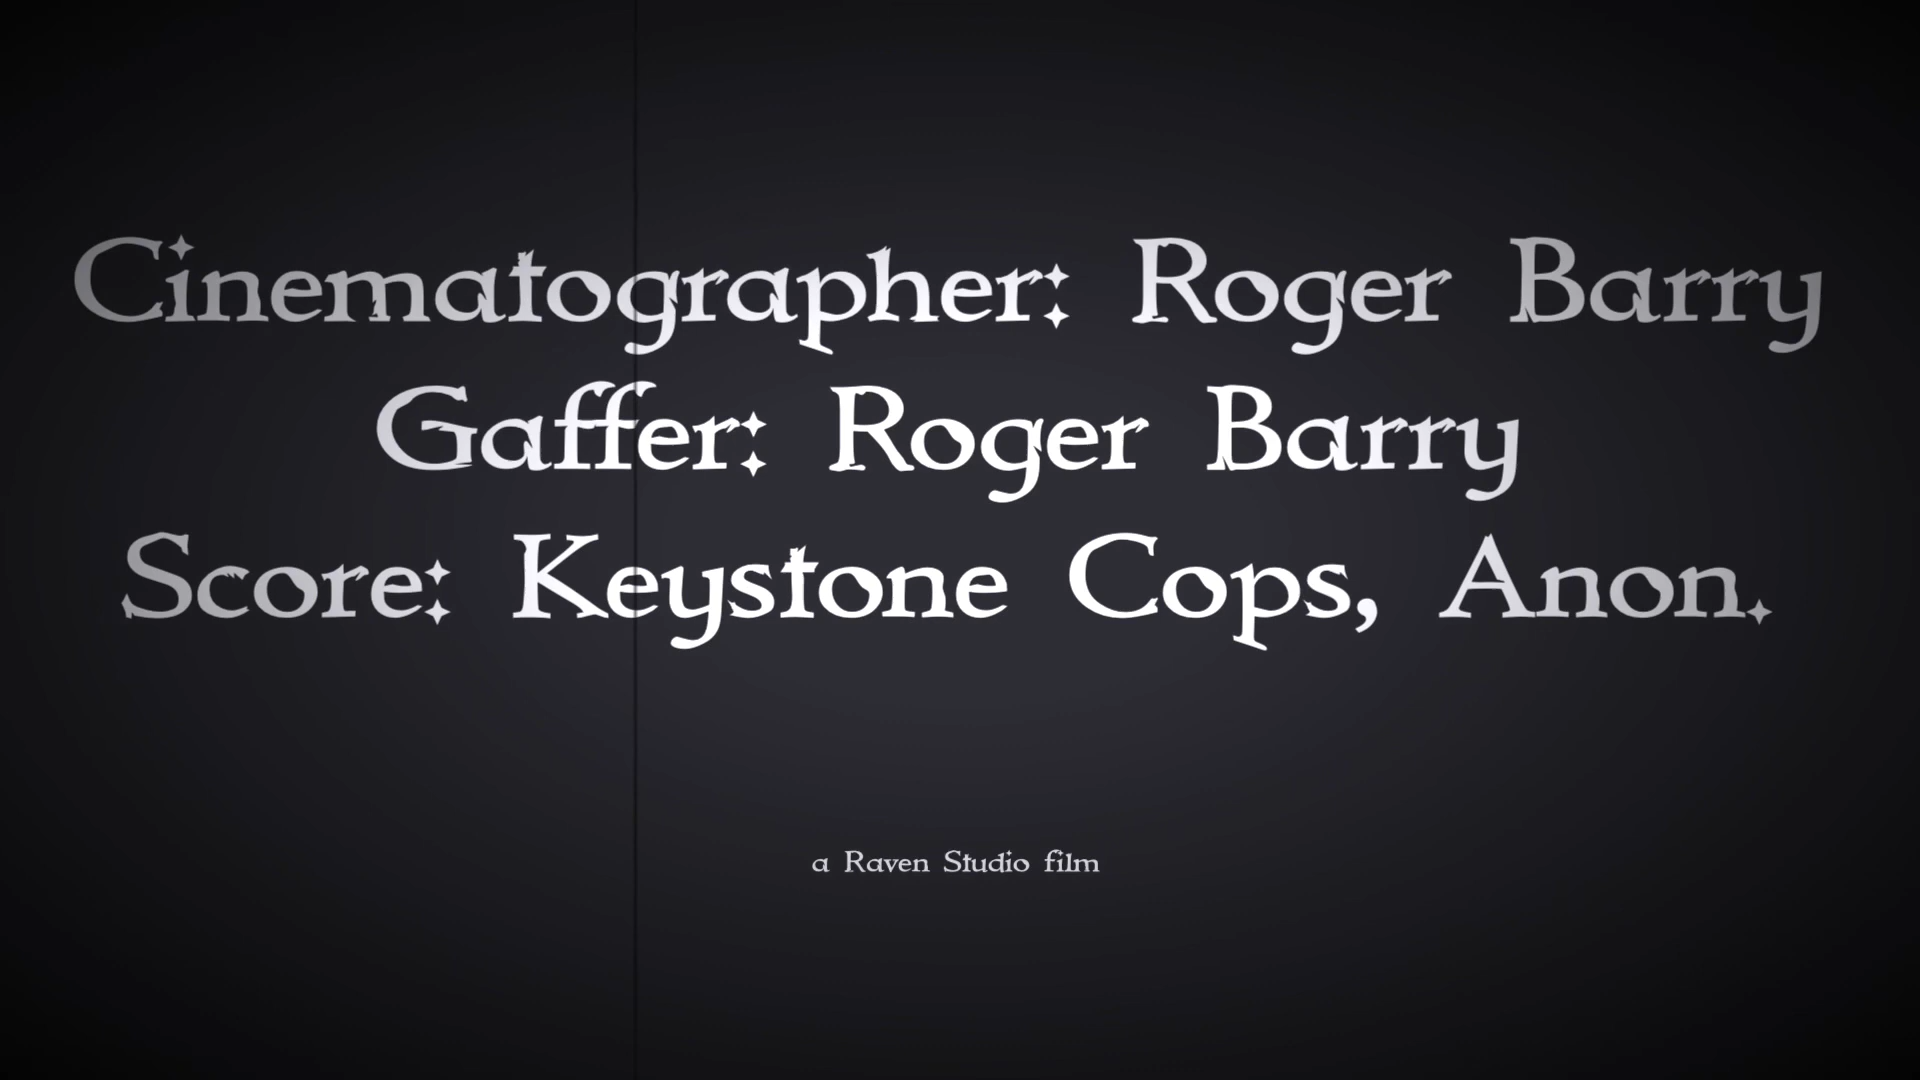 Cinematographer: Roger Barry
Gaffer: Roger Barry
Score: Keystone Cops, Anon.
a Raven Studio film